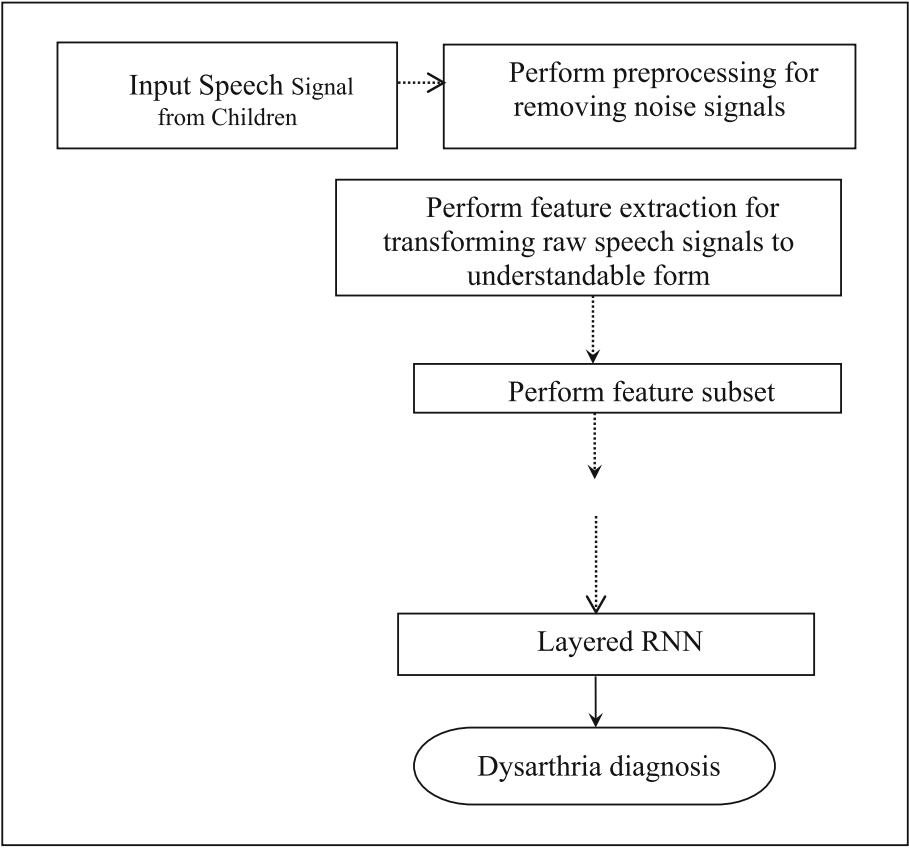 Input Speech Signal
from Children
Perform preprocessing for
removing noise signals
Perform feature extraction for
transforming raw speech signals to
understandable form
Perform feature subset
Layered RNN
Dysarthria diagnosis